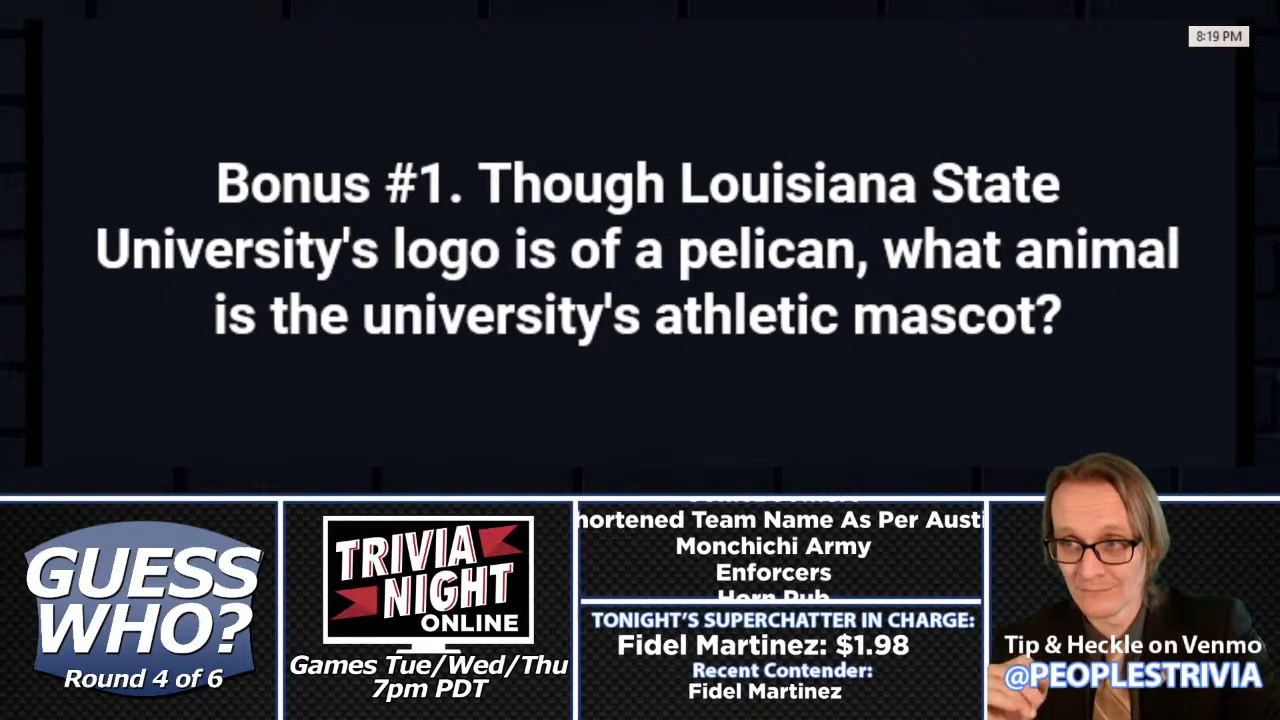 8:19 PM
Bonus #1. Though Louisiana State
University's logo is of a pelican, what animal
is the university's athletic mascot?
GUESS
WHO?
Round 4 of 6
TRIVIA
NIGHT
ONLINE
Games Tue/Wed/Thu
7pm PDT
hortened Team Name As Per Austi
Monchichi Army
Enforcers
TONIGHT'S SUPERCHATTER IN CHARGE:
Fidel Martinez: $1.98
Recent Contender:
Fidel Martinez
Tip & Heckle on Venmo
@PEOPLESTRIVIA